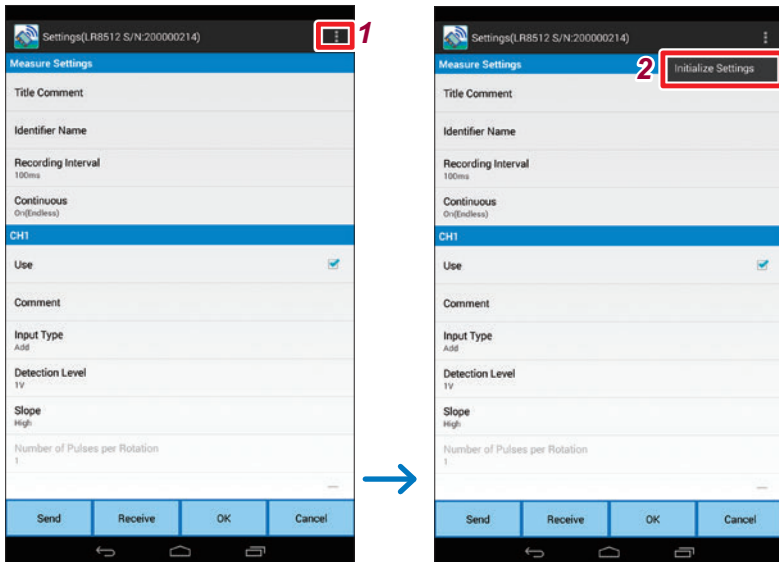 Settings(LR8512 S/N:200000214)
1
Measure Settings
Title Comment
Identifier Name
Recording Interval
100ms
Continuous
On(Endless)
CH1
Use
Comment
Input Type
Add
Detection Level
1V
Slope
High
Number of Pulses per Rotation
1
Send Receive OK Cancel
Settings(LR8512 S/N:200000214)
Measure Settings
2 Initialize Settings
Title Comment
Identifier Name
Recording Interval
100ms
Continuous
On(Endless)
CH1
Use
Comment
Input Type
Add
Detection Level
1V
Slope
High
Number of Pulses per Rotation
1
Send Receive OK Cancel